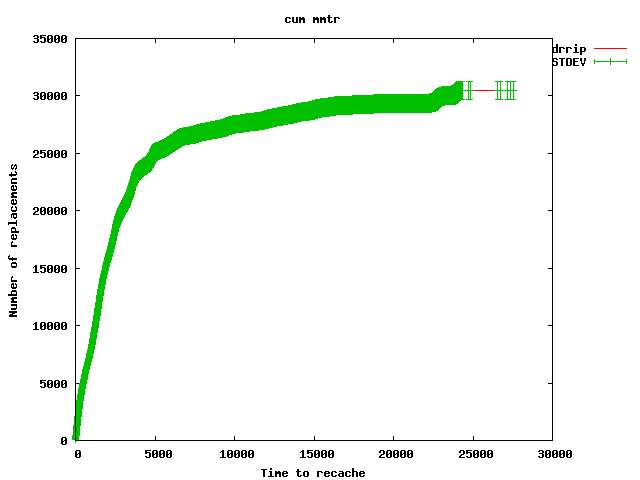 cum mmtr
drrip
STDEV
35000
30000
25000
20000
15000
10000
5000
0
Number of replacements
0 5000 10000 15000 20000 25000 30000
Time to recache